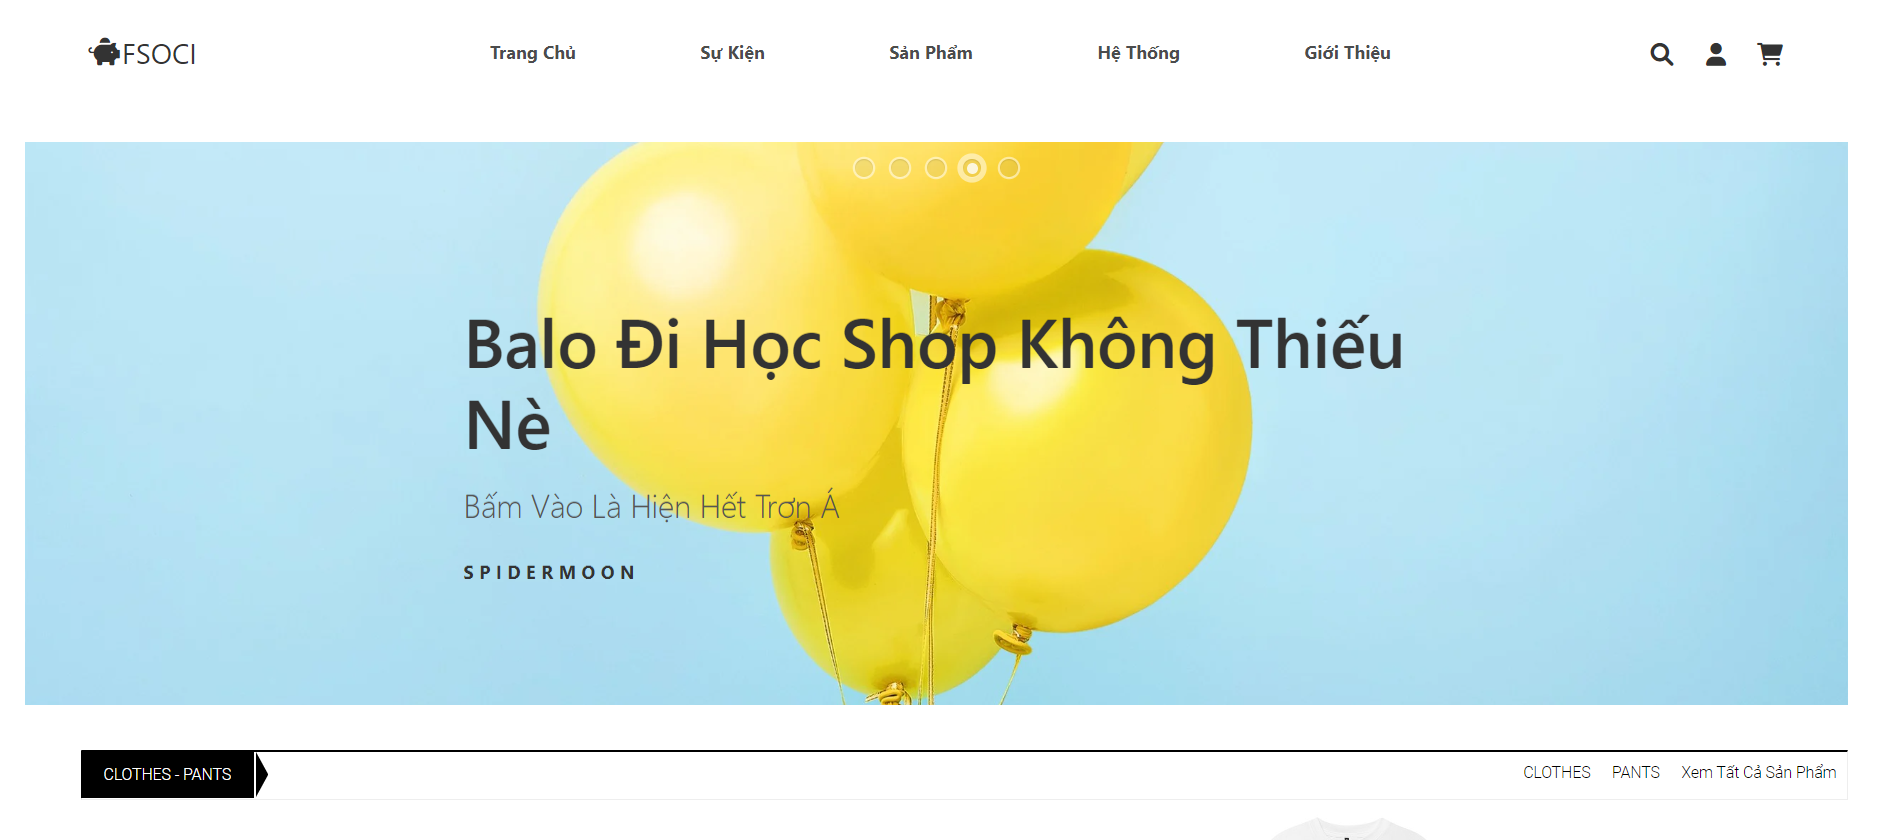 FSOCI
Trang Chủ
Sự Kiện
Sản Phẩm
Hệ Thống
Giới Thiệu
Balo Đi Học Shop Không Thiếu
Nè
Bấm Vào Là Hiện Hết Trơn Á
SPIDERMOON
CLOTHES - PANTS
CLOTHES
PANTS
Xem Tất Cả Sản Phẩm